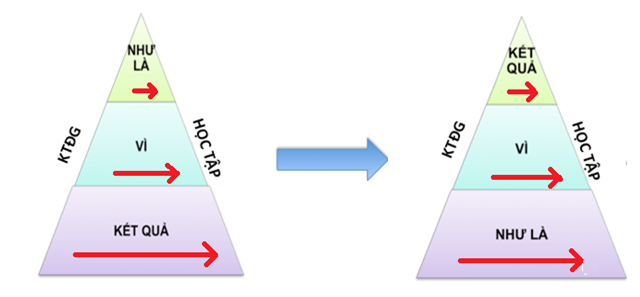 NHƯ
LÀ
KTĐG
VÌ
HỌC TẬP
KẾT QUẢ
KẾT
QUẢ
KTĐG
VÌ
HỌC TẬP
NHƯ LÀ